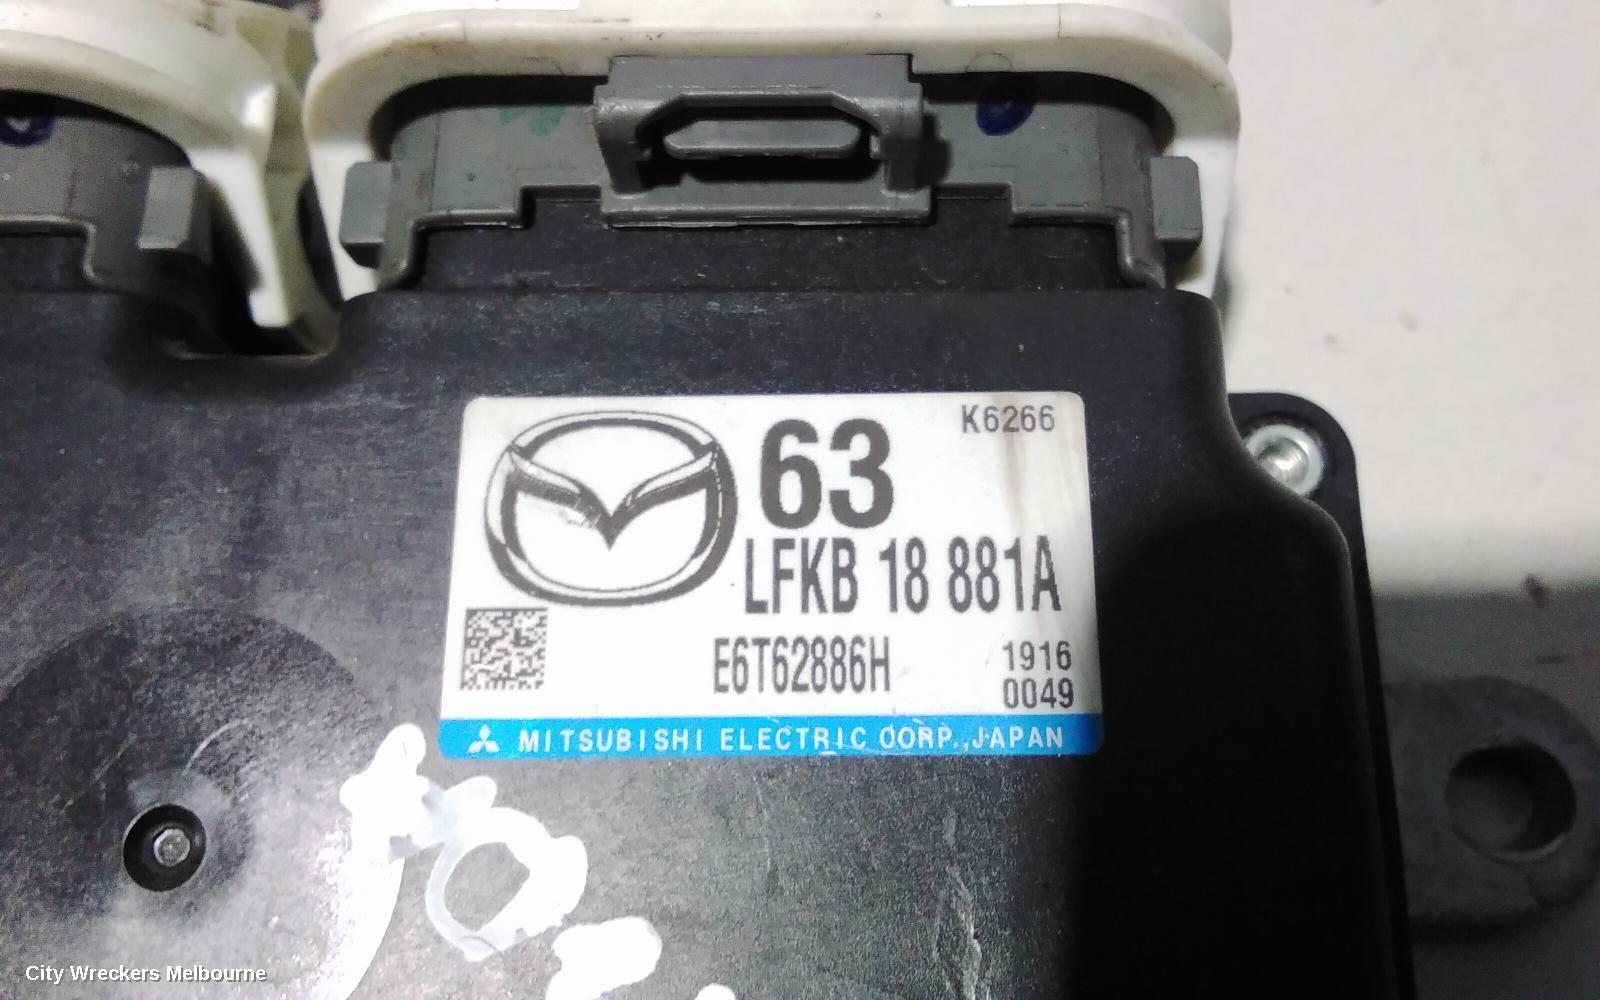 63
K6266
LFKB 18 881A
E6T62886H
1916
0049
MITSUBISHI ELECTRIC CORP.,JAPAN
City Wreckers Melbourne